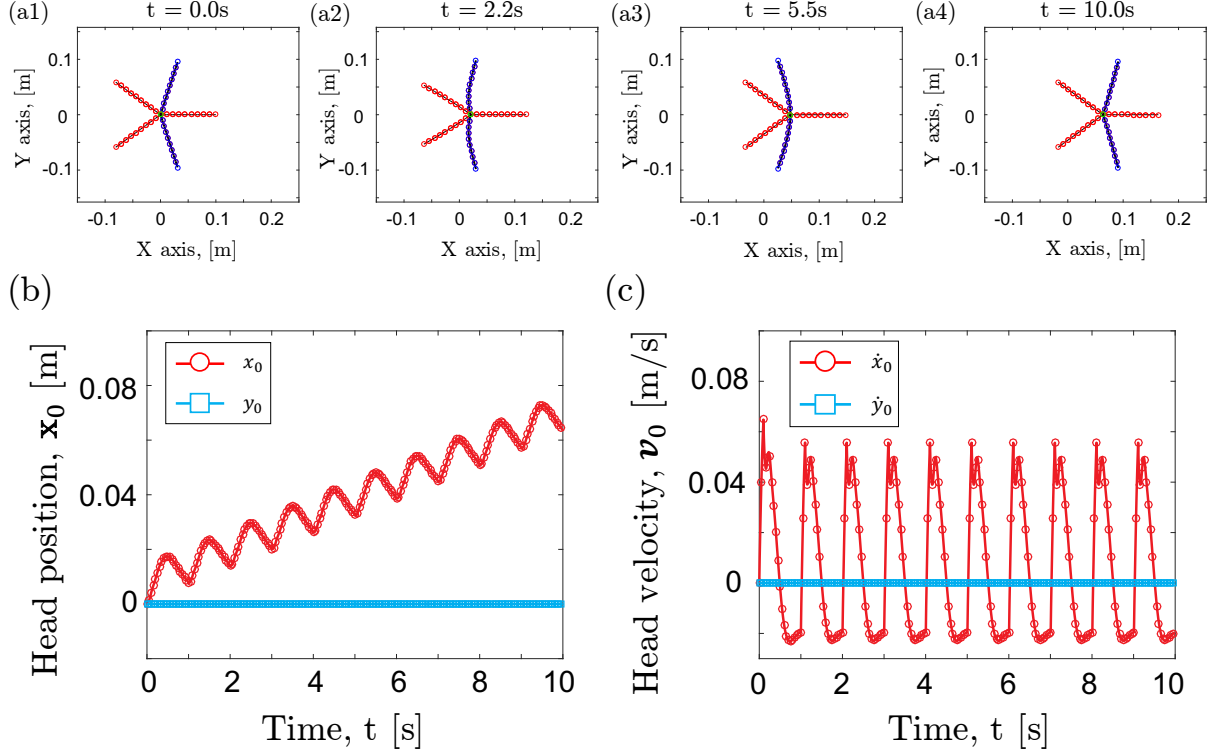 (a1) t = 0.0s
(a2) t = 2.2s
(a3) t = 5.5s
(a4) t = 10.0s
Y axis, [m]
0.1
0
-0.1
-0.1 0 0.1 0.2
X axis, [m]
Y axis, [m]
0.1
0
-0.1
-0.1 0 0.1 0.2
X axis, [m]
Y axis, [m]
0.1
0
-0.1
-0.1 0 0.1 0.2
X axis, [m]
Y axis, [m]
0.1
0
-0.1
-0.1 0 0.1 0.2
X axis, [m]
(b)
Head position, x₀ [m]
0.08
0.04
0
x₀
y₀
0 2 4 6 8 10
Time, t [s]
(c)
Head velocity, v₀ [m/s]
0.08
0.04
0
ẋ₀
ẏ₀
0 2 4 6 8 10
Time, t [s]